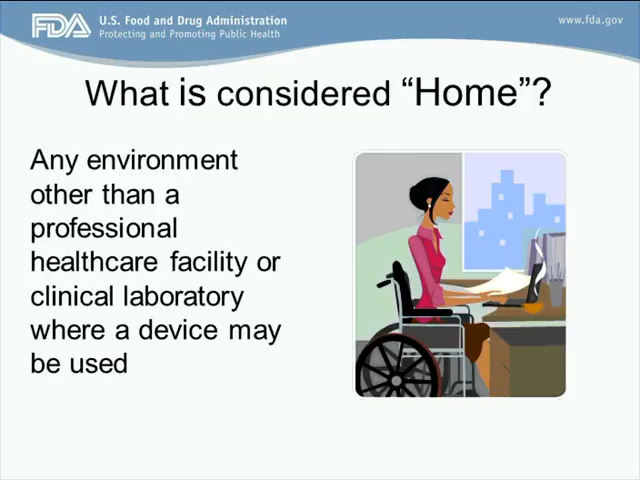 FDA U.S. Food and Drug Administration
Protecting and Promoting Public Health
www.fda.gov
What is considered “Home”?
Any environment
other than a
professional
healthcare facility or
clinical laboratory
where a device may
be used